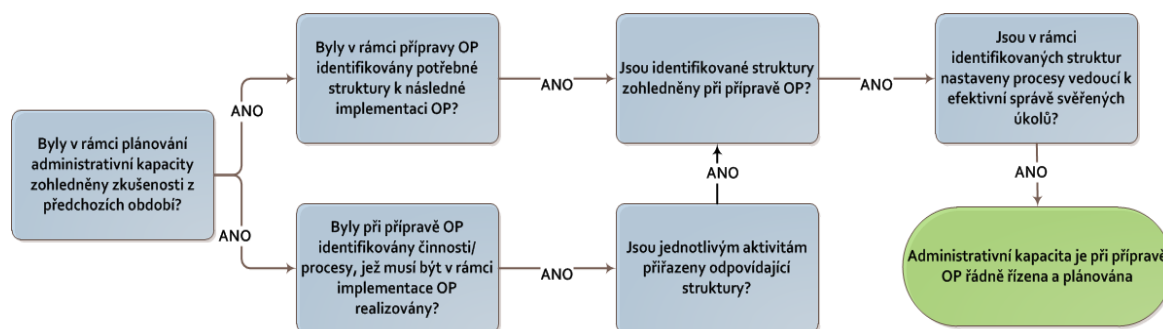 Byly v rámci plánování
administrativní kapacity
zohledněny zkušenosti z
předchozích období?
ANO
Byly v rámci přípravy OP
identifikovány potřebné
struktury k následné
implementaci OP?
ANO
Jsou identifikované struktury
zohledněny při přípravě OP?
ANO
Jsou v rámci
identifikovaných struktur
nastaveny procesy vedoucí k
efektivní správě svěřených
úkolů?
ANO
Byly při přípravě OP
identifikovány činnosti/
procesy, jež musí být v rámci
implementace OP
realizovány?
ANO
Jsou jednotlivým aktivitám
přiřazeny odpovídající
struktury?
ANO
ANO
Administrativní kapacita je při přípravě
OP řádně řízena a plánována